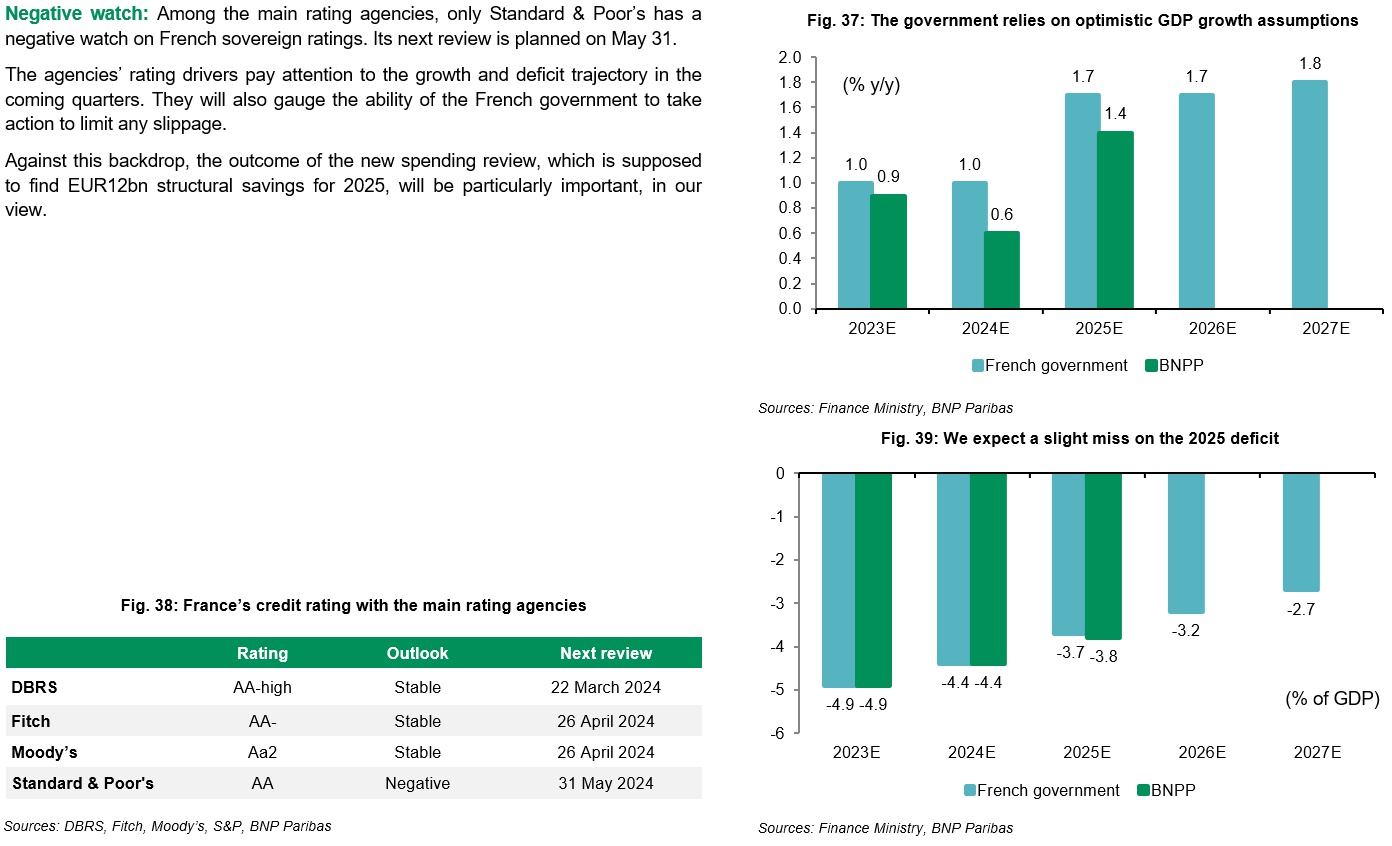 Negative watch: Among the main rating agencies, only Standard & Poor’s has a
negative watch on French sovereign ratings. Its next review is planned on May 31.
The agencies’ rating drivers pay attention to the growth and deficit trajectory in the
coming quarters. They will also gauge the ability of the French government to take
action to limit any slippage.
Against this backdrop, the outcome of the new spending review, which is supposed
to find EUR12bn structural savings for 2025, will be particularly important, in our
view.
Fig. 38: France’s credit rating with the main rating agencies
Rating Outlook Next review
DBRS AA-high Stable 22 March 2024
Fitch AA- Stable 26 April 2024
Moody’s Aa2 Stable 26 April 2024
Standard & Poor's AA Negative 31 May 2024
Sources: DBRS, Fitch, Moody’s, S&P, BNP Paribas
Fig. 37: The government relies on optimistic GDP growth assumptions
(% y/y)
2.0
1.8
1.6
1.4
1.2
1.0
0.8
0.6
0.4
0.2
0.0
1.0 0.9 1.0 0.6 1.7 1.4 1.7 1.8
2023E 2024E 2025E 2026E 2027E
French government BNPP
Sources: Finance Ministry, BNP Paribas
Fig. 39: We expect a slight miss on the 2025 deficit
0
-1
-2
-3
-4
-5
-6
-4.9 -4.9 -4.4 -4.4 -3.7 -3.8 -3.2 -2.7
(% of GDP)
2023E 2024E 2025E 2026E 2027E
French government BNPP
Sources: Finance Ministry, BNP Paribas